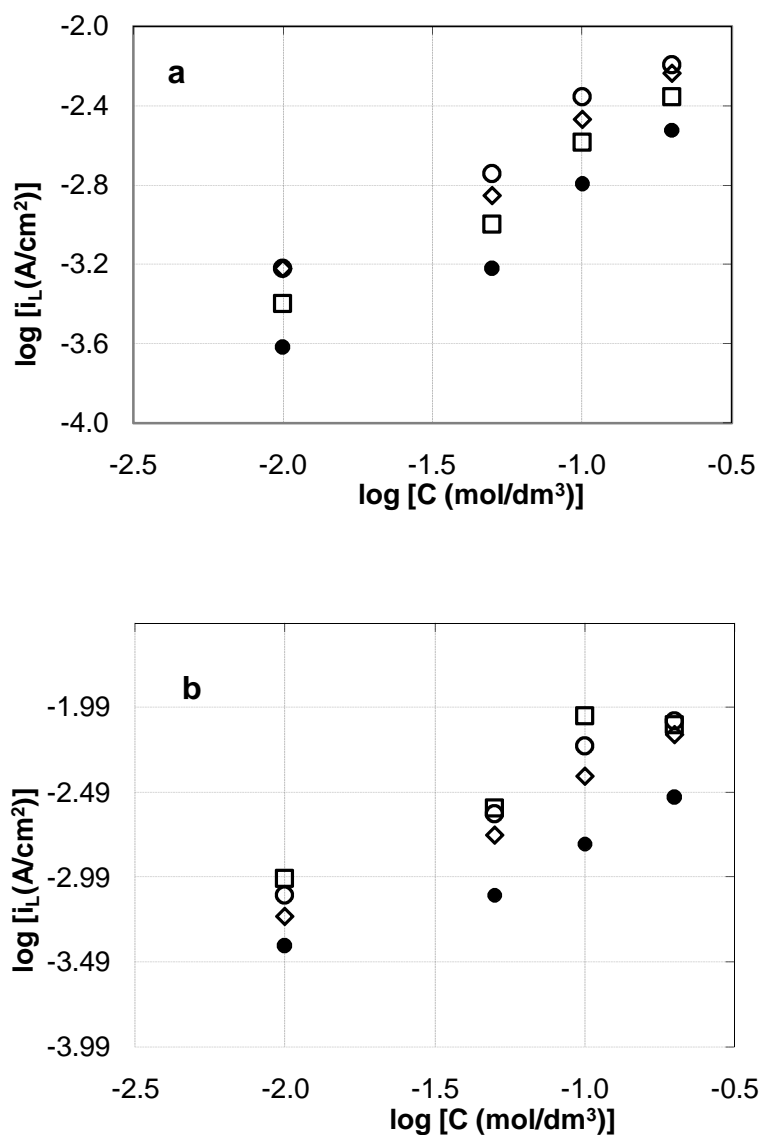 a
log [iL(A/cm²)]
-2.0
-2.4
-2.8
-3.2
-3.6
-4.0
-2.5 -2.0 -1.5 -1.0 -0.5
log [C (mol/dm³)]
b
log [iL(A/cm²)]
-1.99
-2.49
-2.99
-3.49
-3.99
-2.5 -2.0 -1.5 -1.0 -0.5
log [C (mol/dm³)]